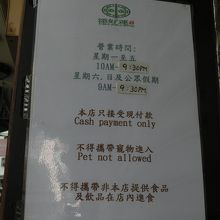 營業時間:
星期一至五
10AM-9:30PM
星期六,日及公眾假期
9AM-9:30PM
本店只接受現付款
Cash payment only
不得攜帶寵物進入
Pet not allowed
不得攜帶非本店提供食品
及飲品在店內進食